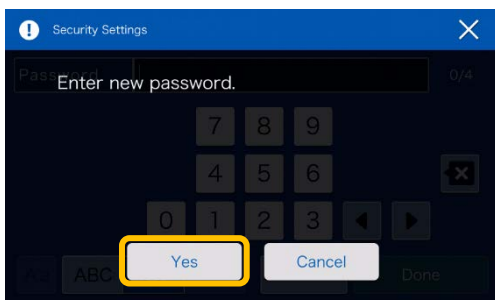 ! Security Settings
Password 0/4
Enter new password.
7 8 9
4 5 6
0 1 2 3
Yes Cancel
Aa ABC Done